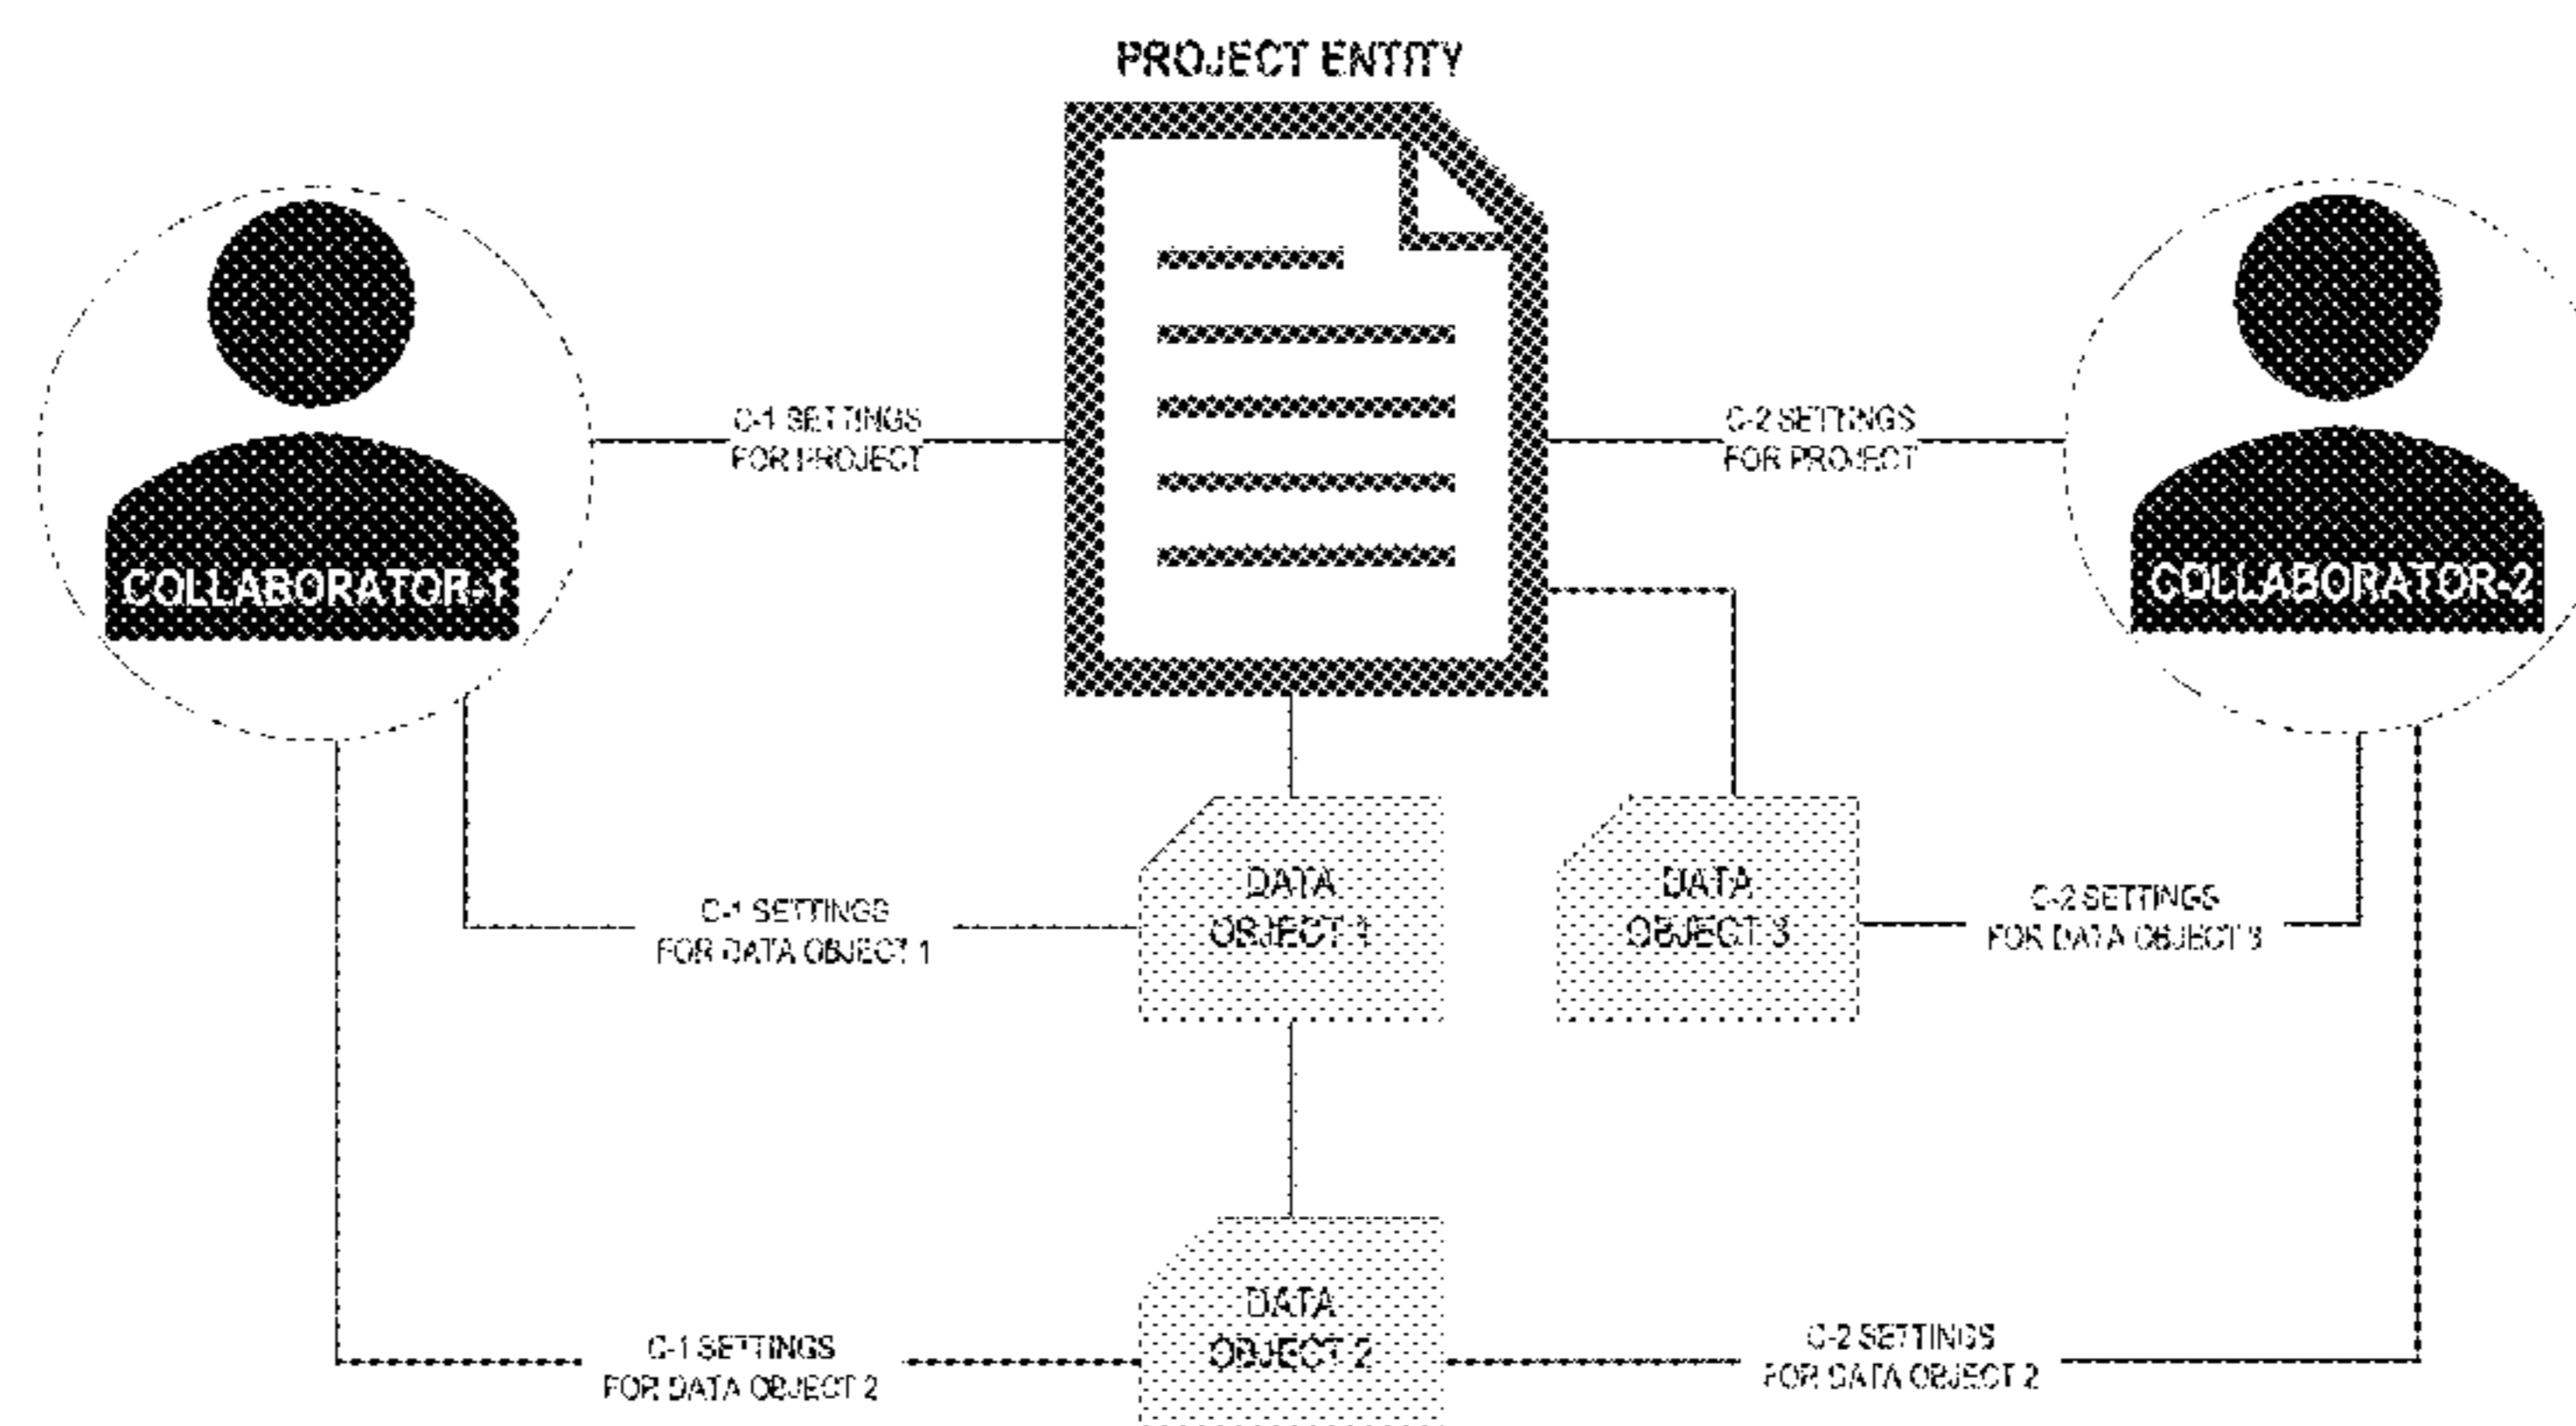 PROJECT ENTITY
C-1 SETTINGS
FOR PROJECT
C-2 SETTINGS
FOR PROJECT
COLLABORATOR-1
COLLABORATOR-2
DATA
OBJECT 1
DATA
OBJECT 3
C-1 SETTINGS
FOR DATA OBJECT 1
C-2 SETTINGS
FOR DATA OBJECT 3
DATA
OBJECT 2
C-1 SETTINGS
FOR DATA OBJECT 2
C-2 SETTINGS
FOR DATA OBJECT 2